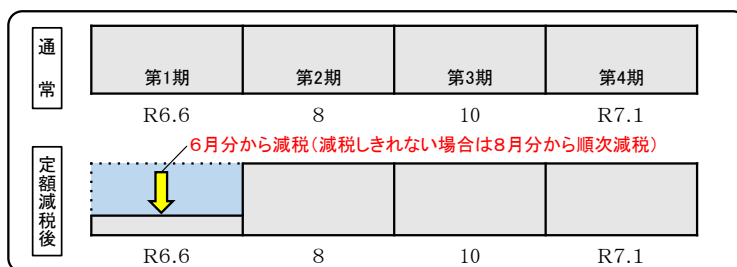 通常
第1期 第2期 第3期 第4期
R6.6 8 10 R7.1
6月分から減税（減税しきれない場合は8月分から順次減税）
定額減税後
R6.6 8 10 R7.1